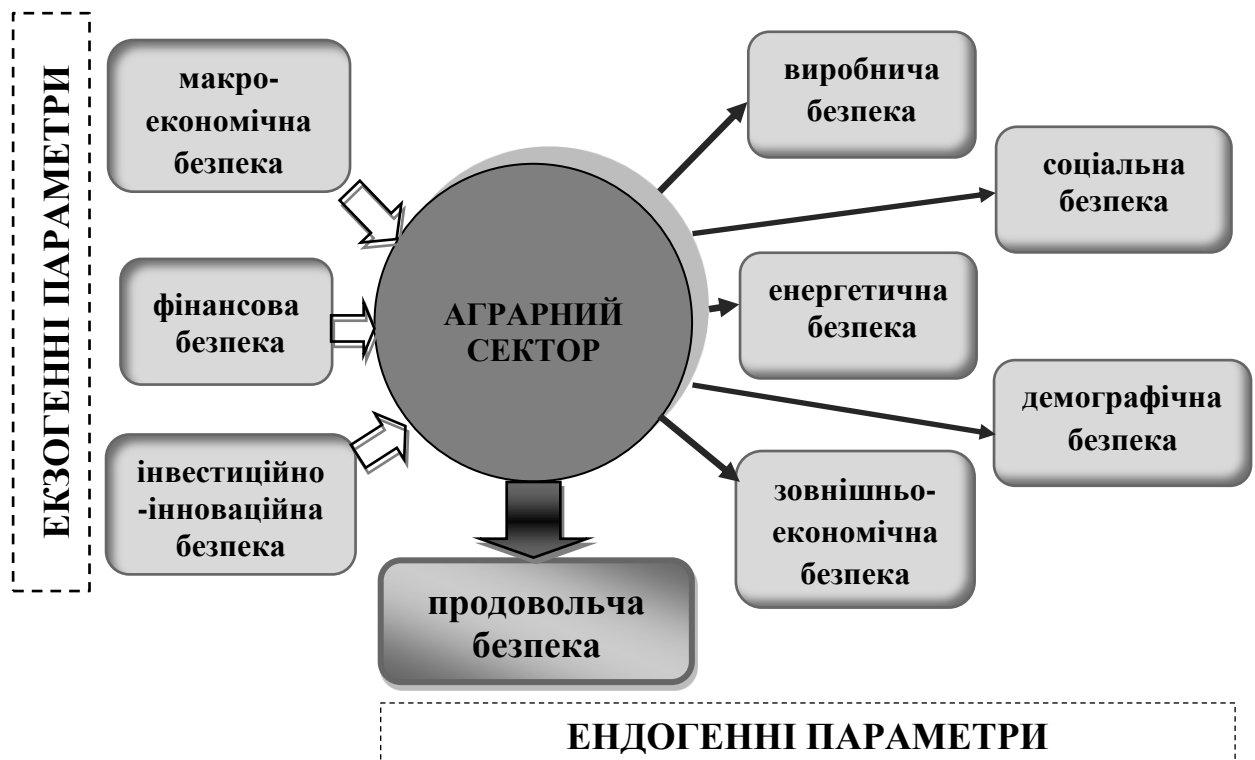 ЕКЗОГЕННІ ПАРАМЕТРИ
макро-
економічна
безпека
фінансова
безпека
інвестиційно
-інноваційна
безпека
АГРАРНИЙ
СЕКТОР
продовольча
безпека
виробнича
безпека
соціальна
безпека
енергетична
безпека
демографічна
безпека
зовнішньо-
економічна
безпека
ЕНДОГЕННІ ПАРАМЕТРИ